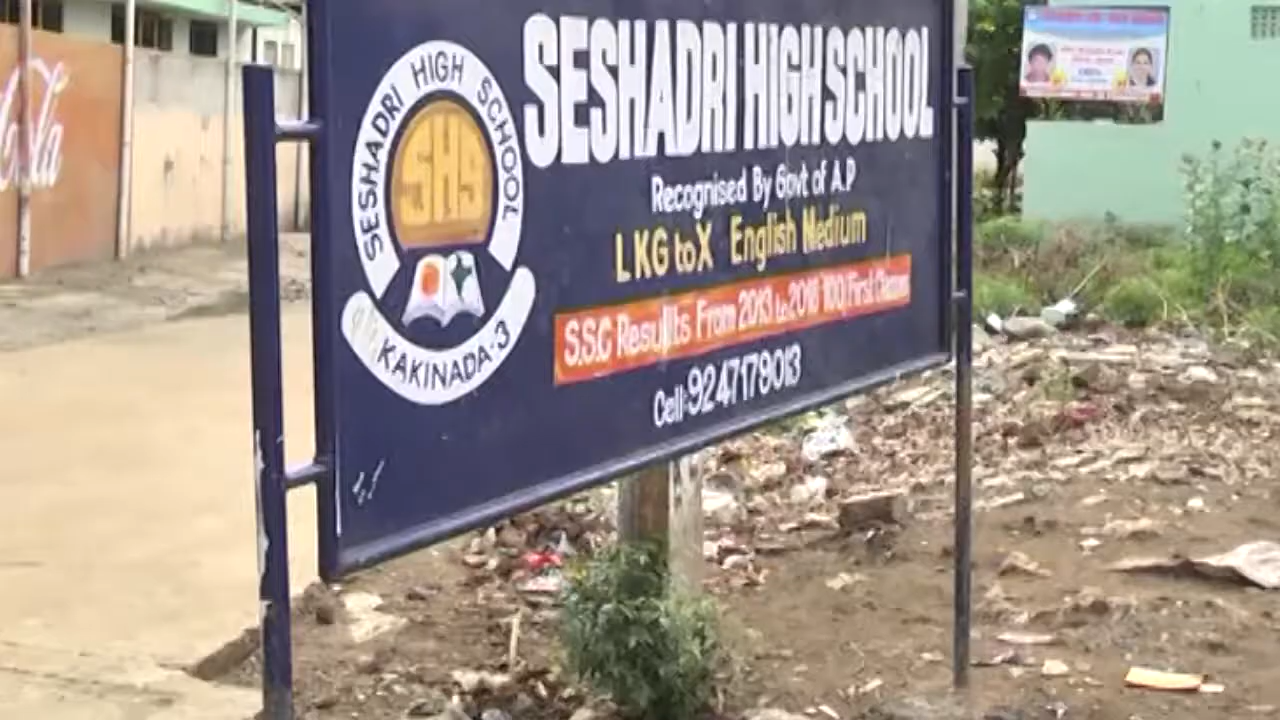 SESHADRI HIGH SCHOOL
SHS
KAKINADA-3
SESHADRI HIGH SCHOOL
Recognised By Govt of A.P
LKG to X English Medium
S.S.C Results From 2013 to 2016 100/First Classes
Cell:9247179013